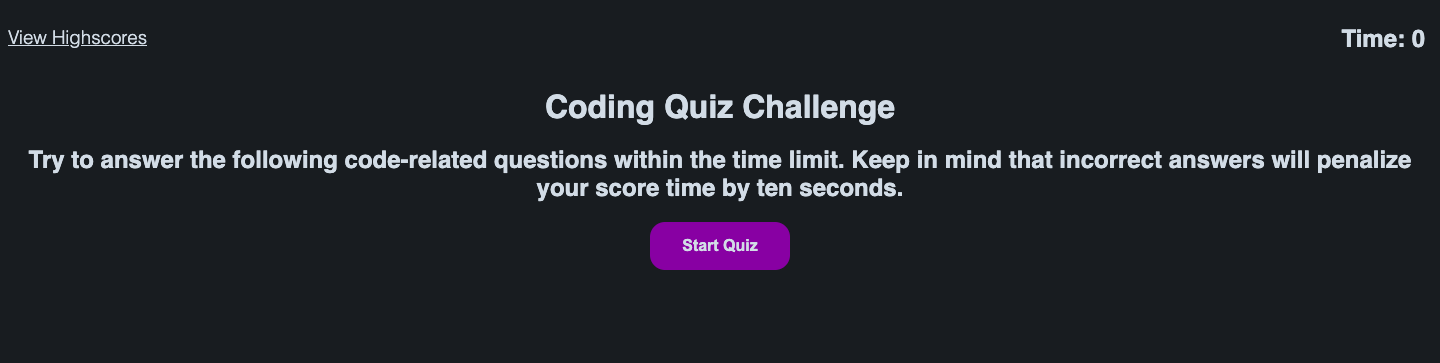 View Highscores
Time: 0
Coding Quiz Challenge
Try to answer the following code-related questions within the time limit. Keep in mind that incorrect answers will penalize
your score time by ten seconds.
Start Quiz